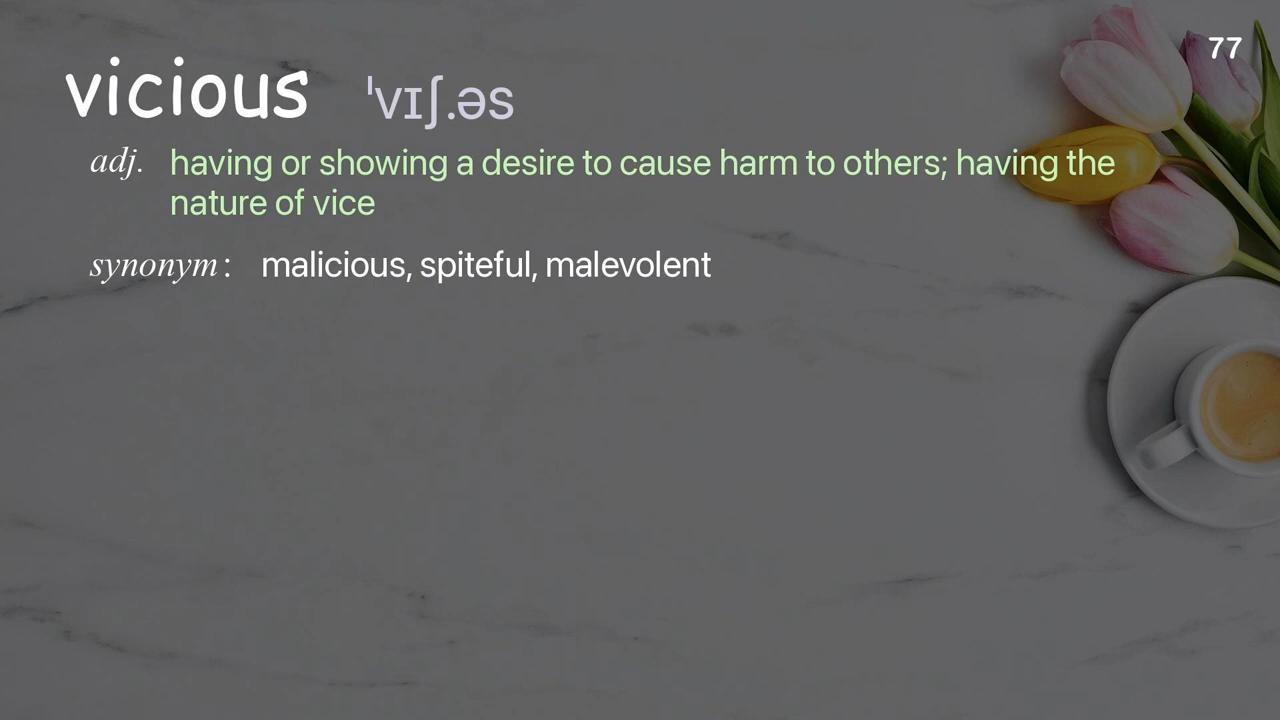 77
vicious ˈvɪʃ.əs
adj. having or showing a desire to cause harm to others; having the
nature of vice
synonym : malicious, spiteful, malevolent